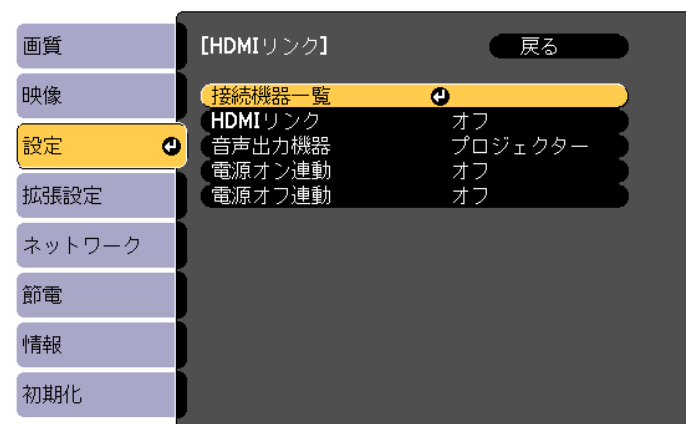 画質
映像
設定
拡張設定
ネットワーク
節電
情報
初期化
[HDMIリンク] 戻る
接続機器一覧
HDMIリンク オフ
音声出力機器 プロジェクター
電源オン連動 オフ
電源オフ連動 オフ